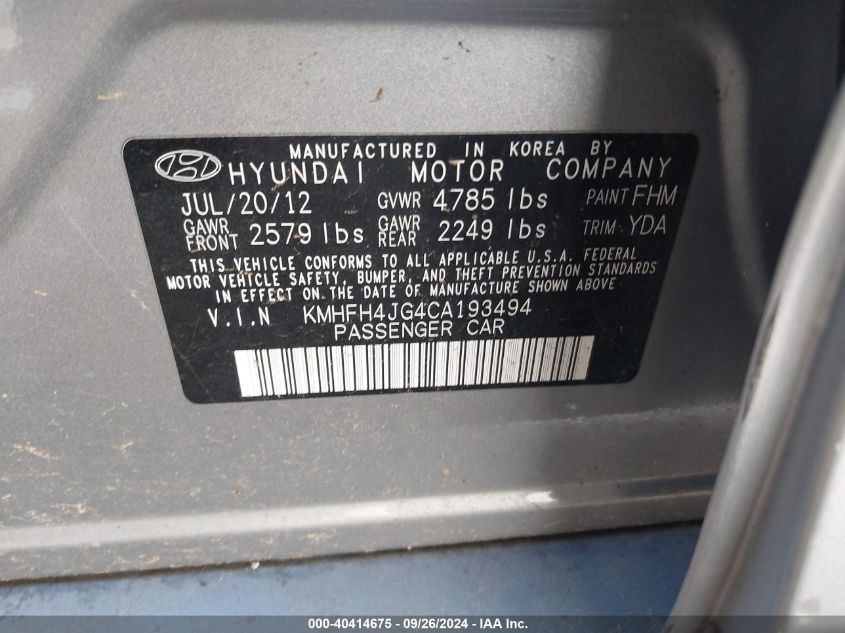 MANUFACTURED IN KOREA BY
HYUNDAI MOTOR COMPANY
JUL/20/12 GVWR 4785 lbs PAINT FHM
GAWR FRONT 2579 lbs GAWR REAR 2249 lbs TRIM YDA
THIS VEHICLE CONFORMS TO ALL APPLICABLE U.S.A. FEDERAL
MOTOR VEHICLE SAFETY, BUMPER, AND THEFT PREVENTION STANDARDS
IN EFFECT ON THE DATE OF MANUFACTURE SHOWN ABOVE
V.I.N KMHFH4JG4CA193494
PASSENGER CAR
000-40414675 - 09/26/2024 - IAA Inc.